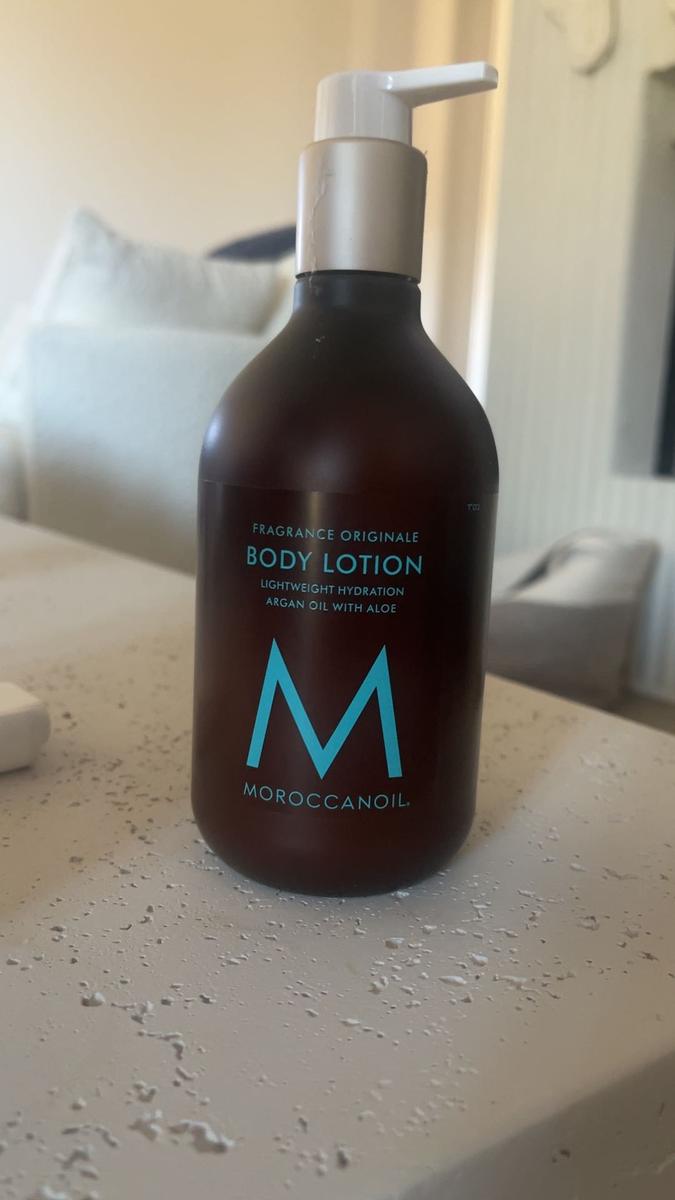 FRAGRANCE ORIGINALE
BODY LOTION
LIGHTWEIGHT HYDRATION
ARGAN OIL WITH ALOE
M
MOROCCANOIL®